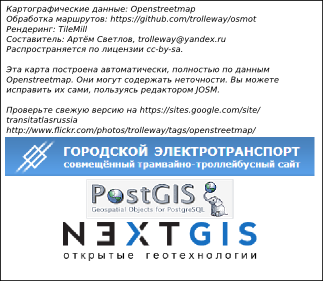 Картографические данные: Openstreetmap
Обработка маршрутов: https://github.com/trolleway/osmot
Рендеринг: TileMill
Составитель: Артём Светлов, trolleway@yandex.ru
Распространяется по лицензии cc-by-sa.
Эта карта построена автоматически, полностью по данным
Openstreetmap. Они могут содержать неточности. Вы можете
исправить их сами, пользуясь редактором JOSM.
Проверьте свежую версию на https://sites.google.com/site/
transitatlasrussia
http://www.flickr.com/photos/trolleway/tags/openstreetmap/
ГОРОДСКОЙ ЭЛЕКТРОТРАНСПОРТ
совмещённый трамвайно-троллейбусный сайт
PostGIS
Geospatial Objects for PostgreSQL
NEXTGIS
открытые геотехнологии